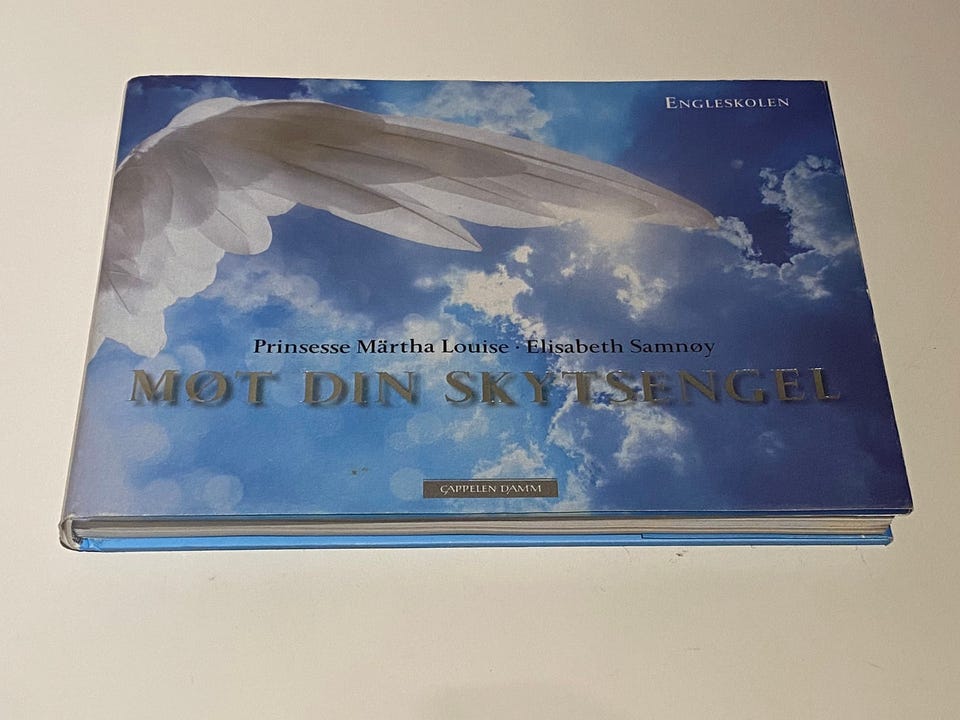 ENGLESKOLEN
Prinsesse Märtha Louise · Elisabeth Samnøy
MØT DIN SKYTSENGEL
CAPPELEN DAMM